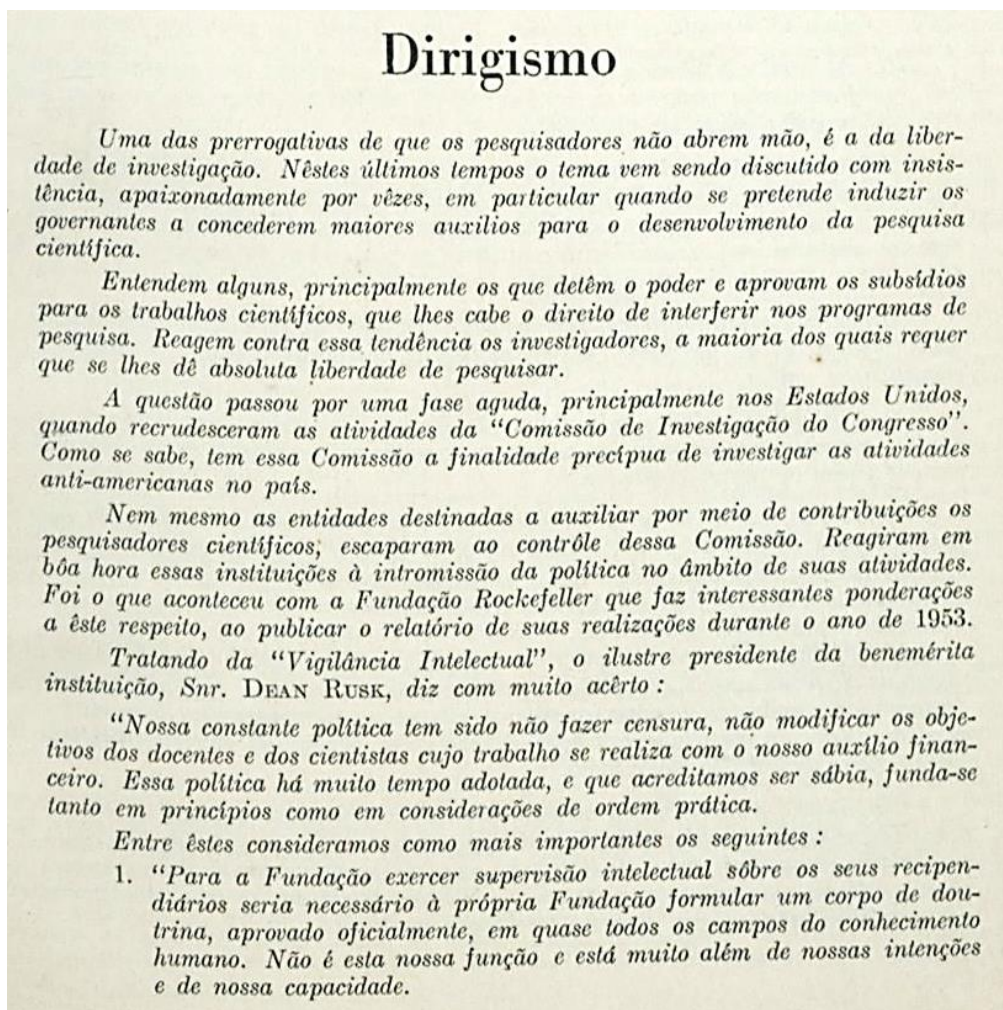 Dirigismo
Uma das prerrogativas de que os pesquisadores não abrem mão, é a da liber-
dade de investigação. Nêstes últimos tempos o tema vem sendo discutido com insis-
tência, apaixonadamente por vêzes, em particular quando se pretende induzir os
governantes a concederem maiores auxílios para o desenvolvimento da pesquisa
científica.
Entendem alguns, principalmente os que detêm o poder e aprovam os subsídios
para os trabalhos científicos, que lhes cabe o direito de interferir nos programas de
pesquisa. Reagem contra essa tendência os investigadores, a maioria dos quais requer
que se lhes dê absoluta liberdade de pesquisar.
A questão passou por uma fase aguda, principalmente nos Estados Unidos,
quando recrudesceram as atividades da “Comissão de Investigação do Congresso”.
Como se sabe, tem essa Comissão a finalidade precípua de investigar as atividades
anti-americanas no país.
Nem mesmo as entidades destinadas a auxiliar por meio de contribuições os
pesquisadores científicos, escaparam ao contrôle dessa Comissão. Reagiram em
bôa hora essas instituições à intromissão da política no âmbito de suas atividades.
Foi o que aconteceu com a Fundação Rockefeller que faz interessantes ponderações
a êste respeito, ao publicar o relatório de suas realizações durante o ano de 1953.
Tratando da “Vigilância Intelectual”, o ilustre presidente da benemérita
instituição, Snr. DEAN RUSK, diz com muito acêrto :
“Nossa constante política tem sido não fazer censura, não modificar os obje-
tivos dos docentes e dos cientistas cujo trabalho se realiza com o nosso auxílio finan-
ceiro. Essa política há muito tempo adotada, e que acreditamos ser sábia, funda-se
tanto em princípios como em considerações de ordem prática.
Entre êstes consideramos como mais importantes os seguintes :
1. “Para a Fundação exercer supervisão intelectual sôbre os seus recipen-
diários seria necessário à própria Fundação formular um corpo de dou-
trina, aprovado oficialmente, em quase todos os campos do conhecimento
humano. Não é esta nossa função e está muito além de nossas intenções
e de nossa capacidade.